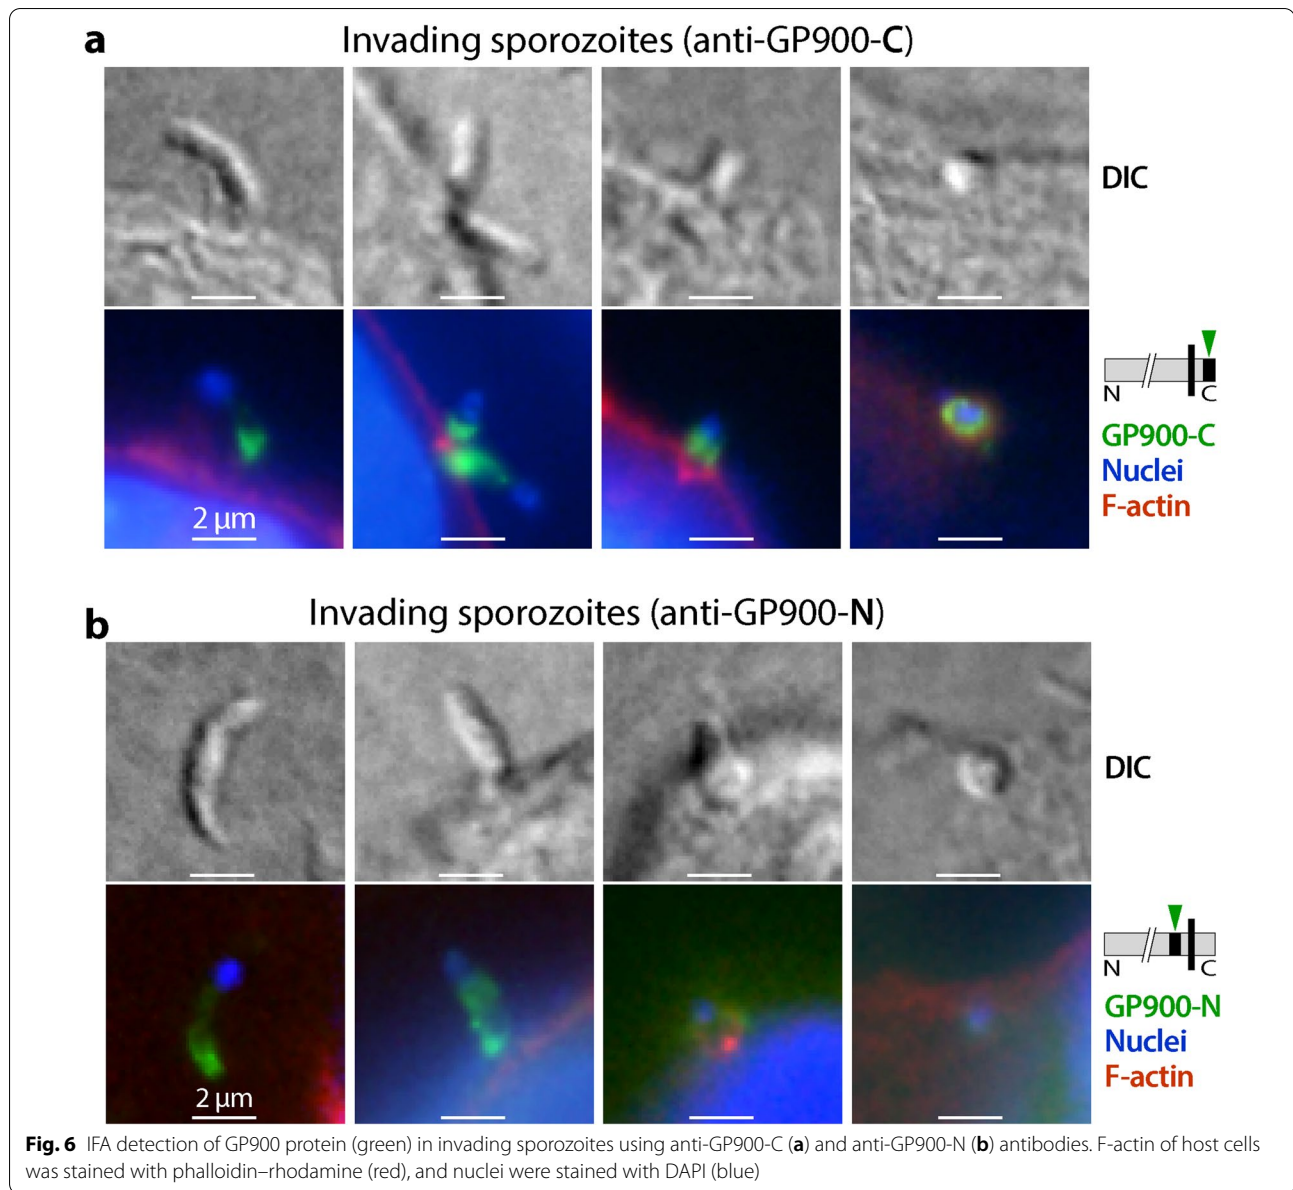 a
Invading sporozoites (anti-GP900-C)
DIC
N
C
GP900-C
Nuclei
F-actin
2 µm
b
Invading sporozoites (anti-GP900-N)
DIC
N
C
GP900-N
Nuclei
F-actin
2 µm
Fig. 6 IFA detection of GP900 protein (green) in invading sporozoites using anti-GP900-C (a) and anti-GP900-N (b) antibodies. F-actin of host cells
was stained with phalloidin–rhodamine (red), and nuclei were stained with DAPI (blue)